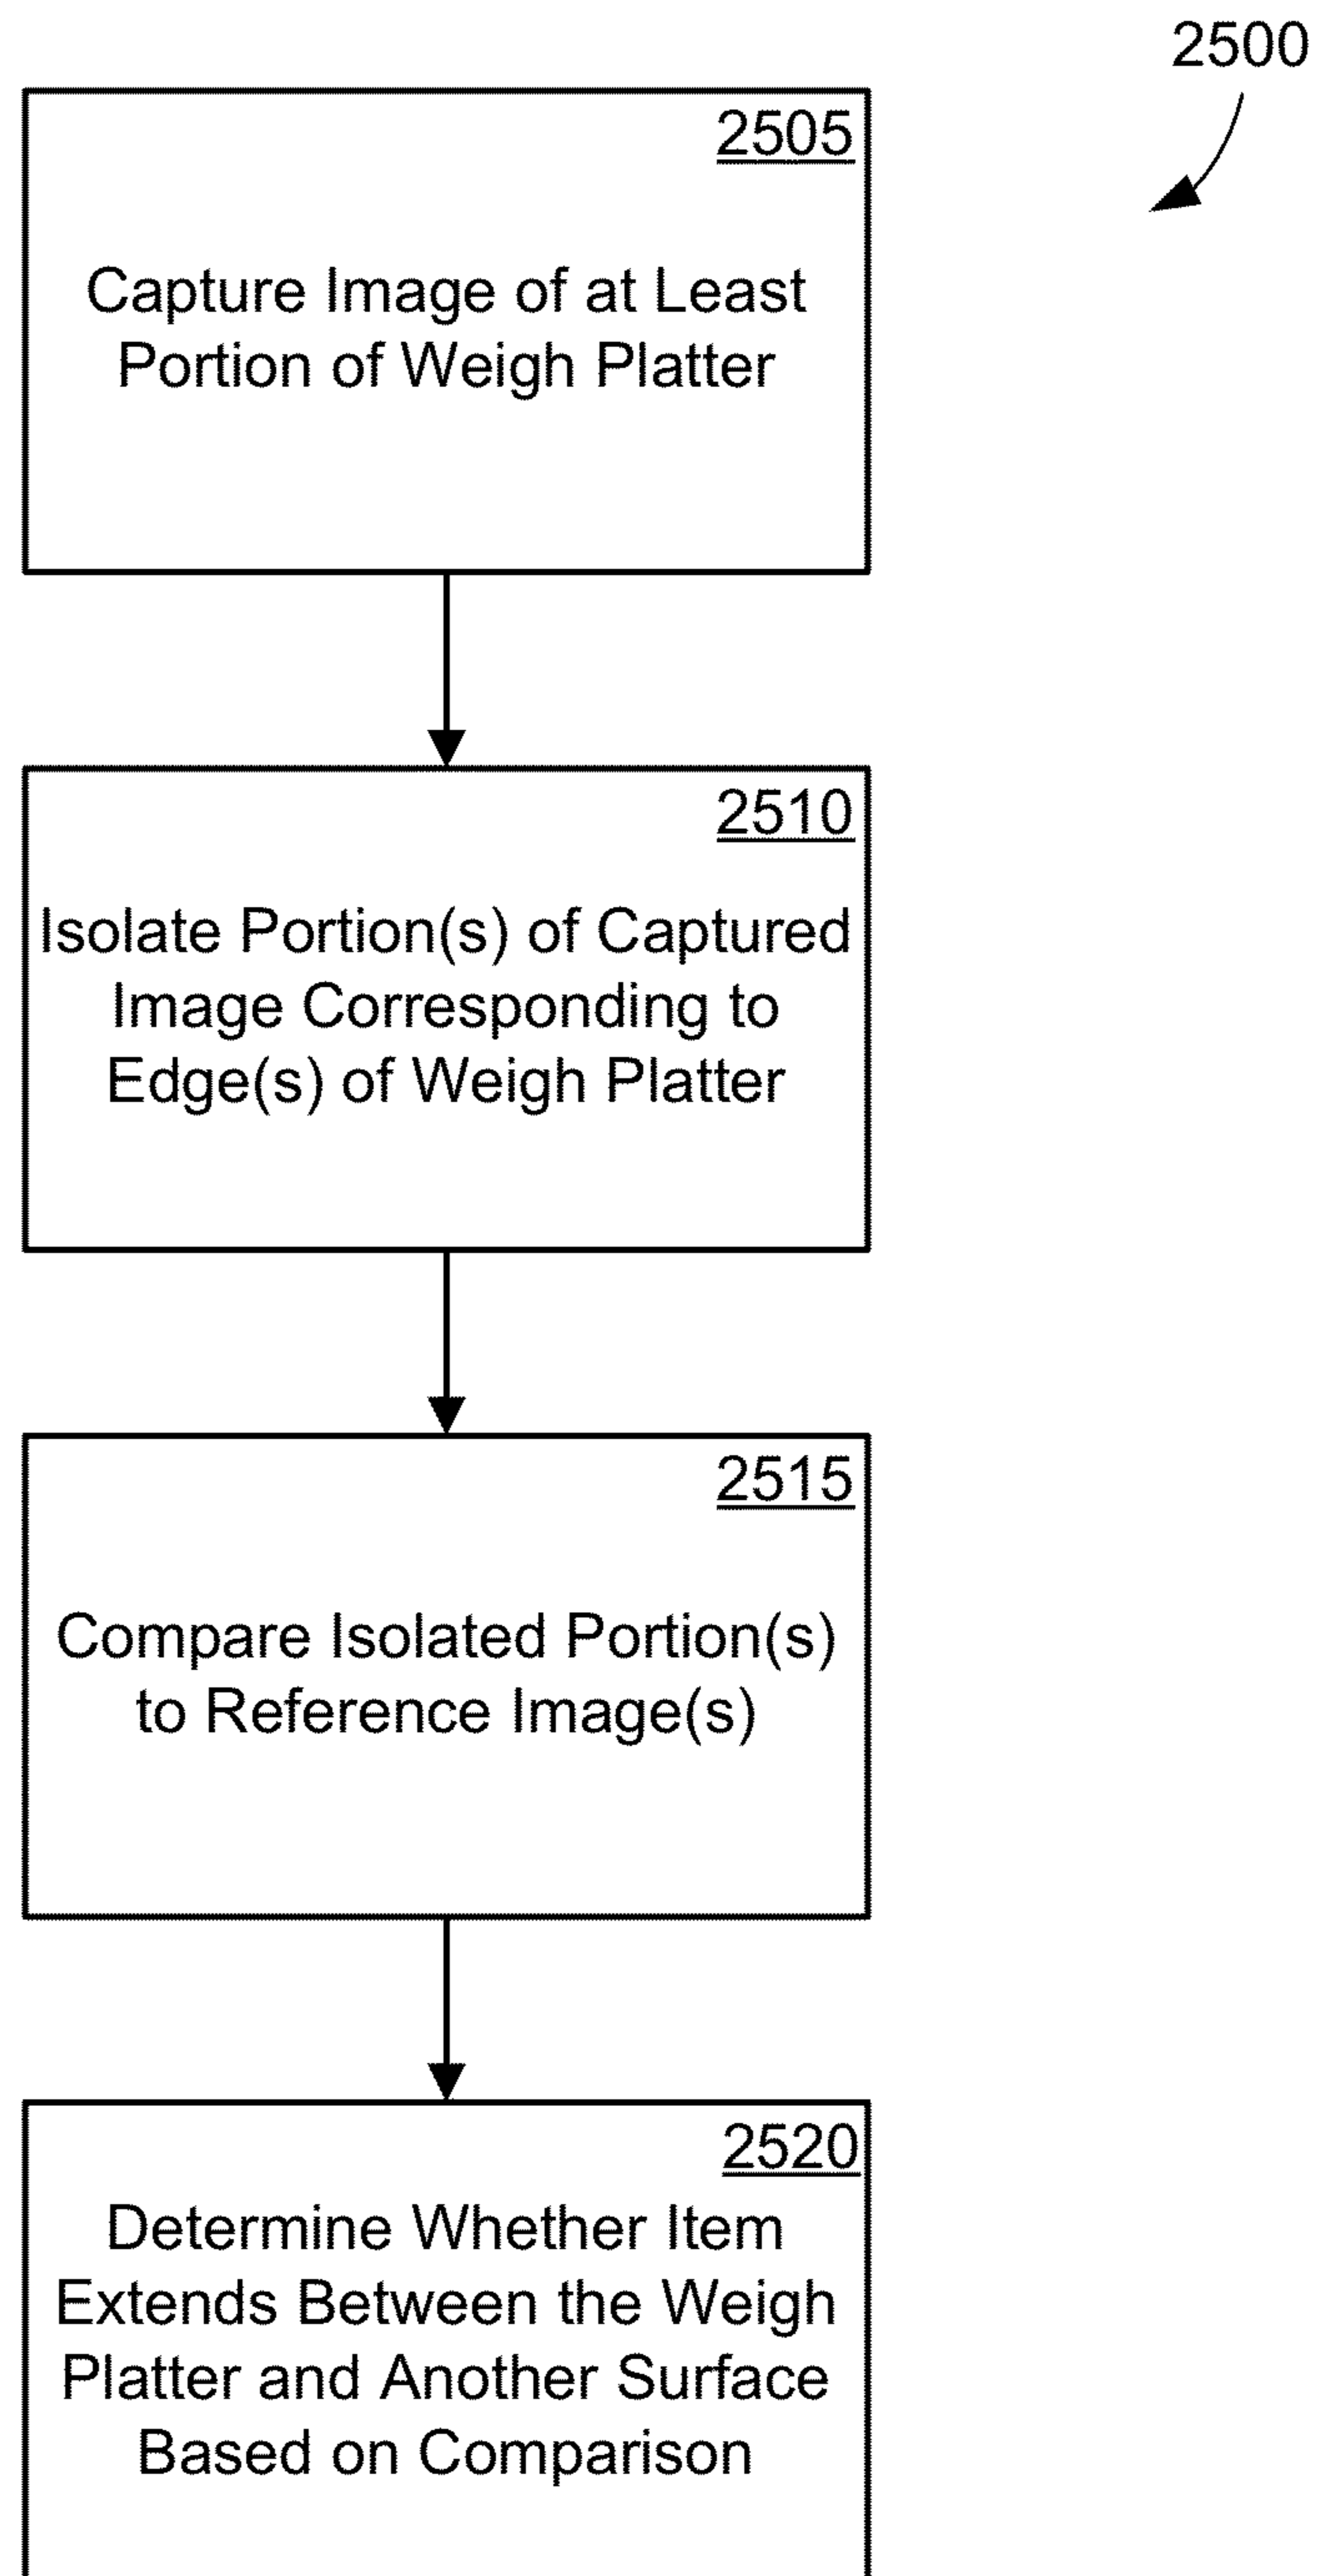 2500
2505
Capture Image of at Least
Portion of Weigh Platter
2510
Isolate Portion(s) of Captured
Image Corresponding to
Edge(s) of Weigh Platter
2515
Compare Isolated Portion(s)
to Reference Image(s)
2520
Determine Whether Item
Extends Between the Weigh
Platter and Another Surface
Based on Comparison